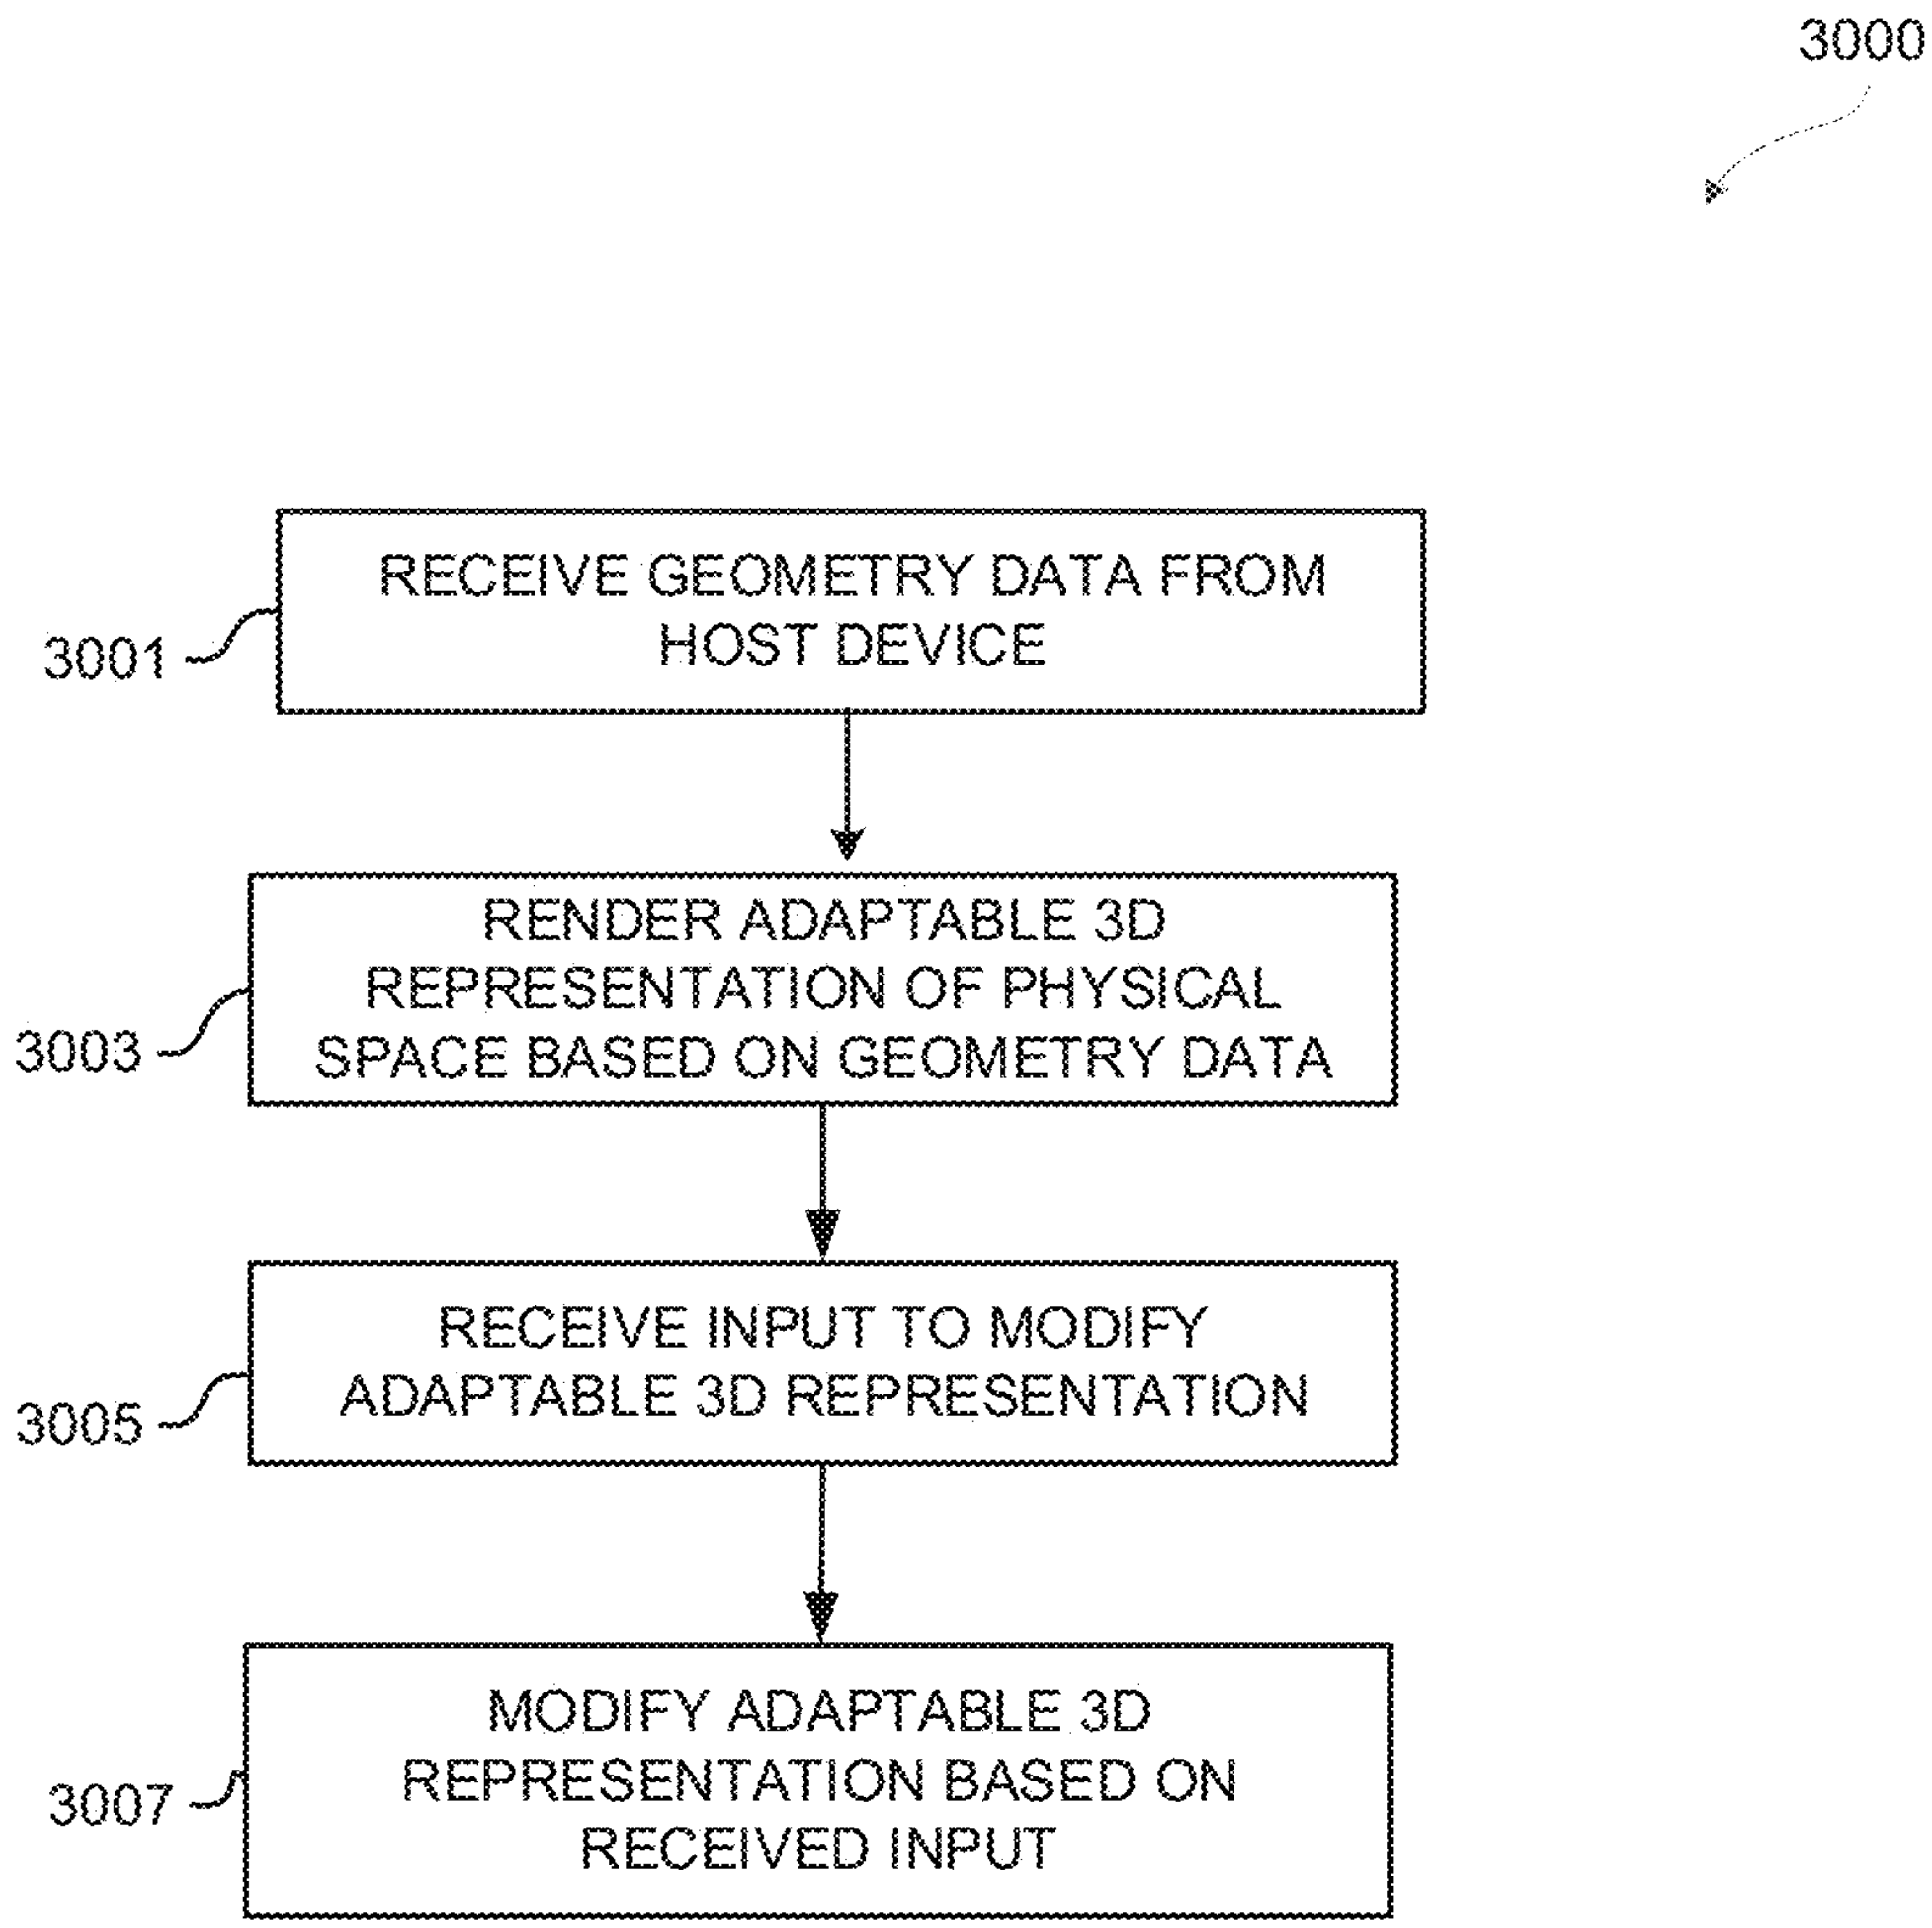 3000
RECEIVE GEOMETRY DATA FROM
HOST DEVICE
3001
RENDER ADAPTABLE 3D
REPRESENTATION OF PHYSICAL
SPACE BASED ON GEOMETRY DATA
3003
RECEIVE INPUT TO MODIFY
ADAPTABLE 3D REPRESENTATION
3005
MODIFY ADAPTABLE 3D
REPRESENTATION BASED ON
RECEIVED INPUT
3007